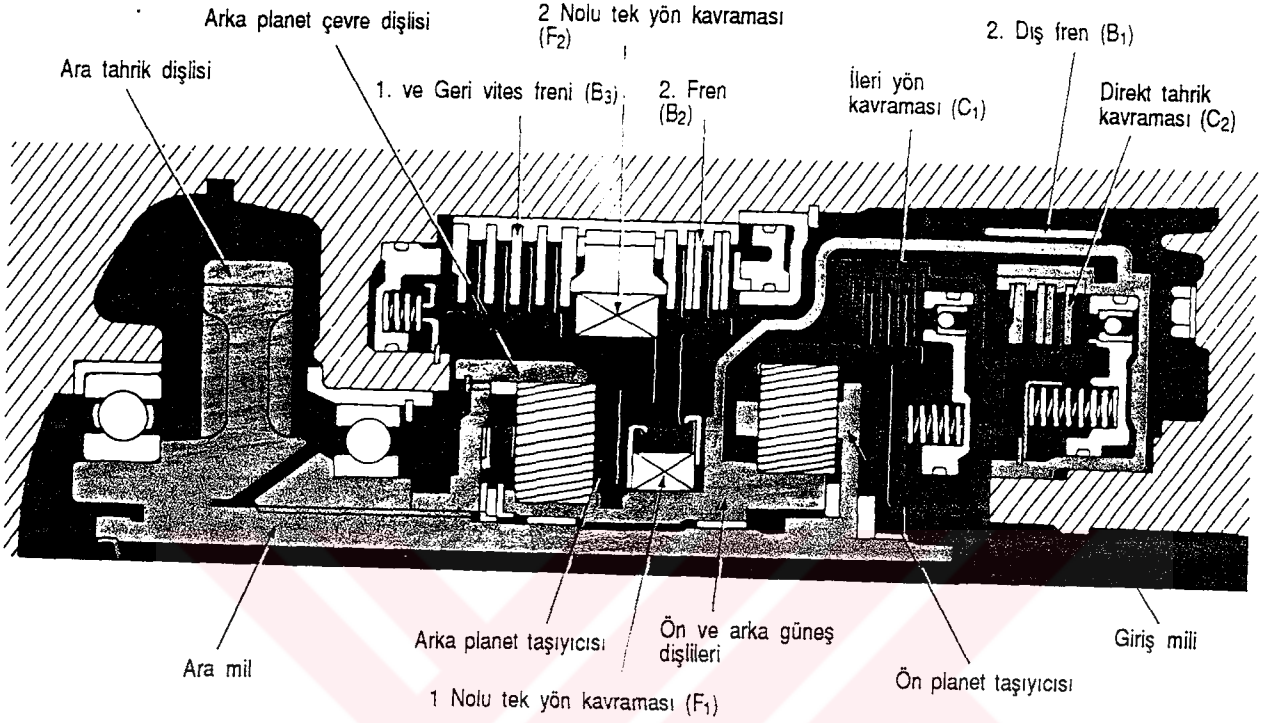 Arka planet çevre dişlisi
2 Nolu tek yön kavraması
(F₂)
2. Dış fren (B₁)
Ara tahrik dişlisi
1. ve Geri vites freni (B₃)
2. Fren
(B₂)
İleri yön
kavraması (C₁)
Direkt tahrik
kavraması (C₂)
Ara mil
Arka planet taşıyıcısı
1 Nolu tek yön kavraması (F₁)
Ön ve arka güneş
dişlileri
Ön planet taşıyıcısı
Giriş mili